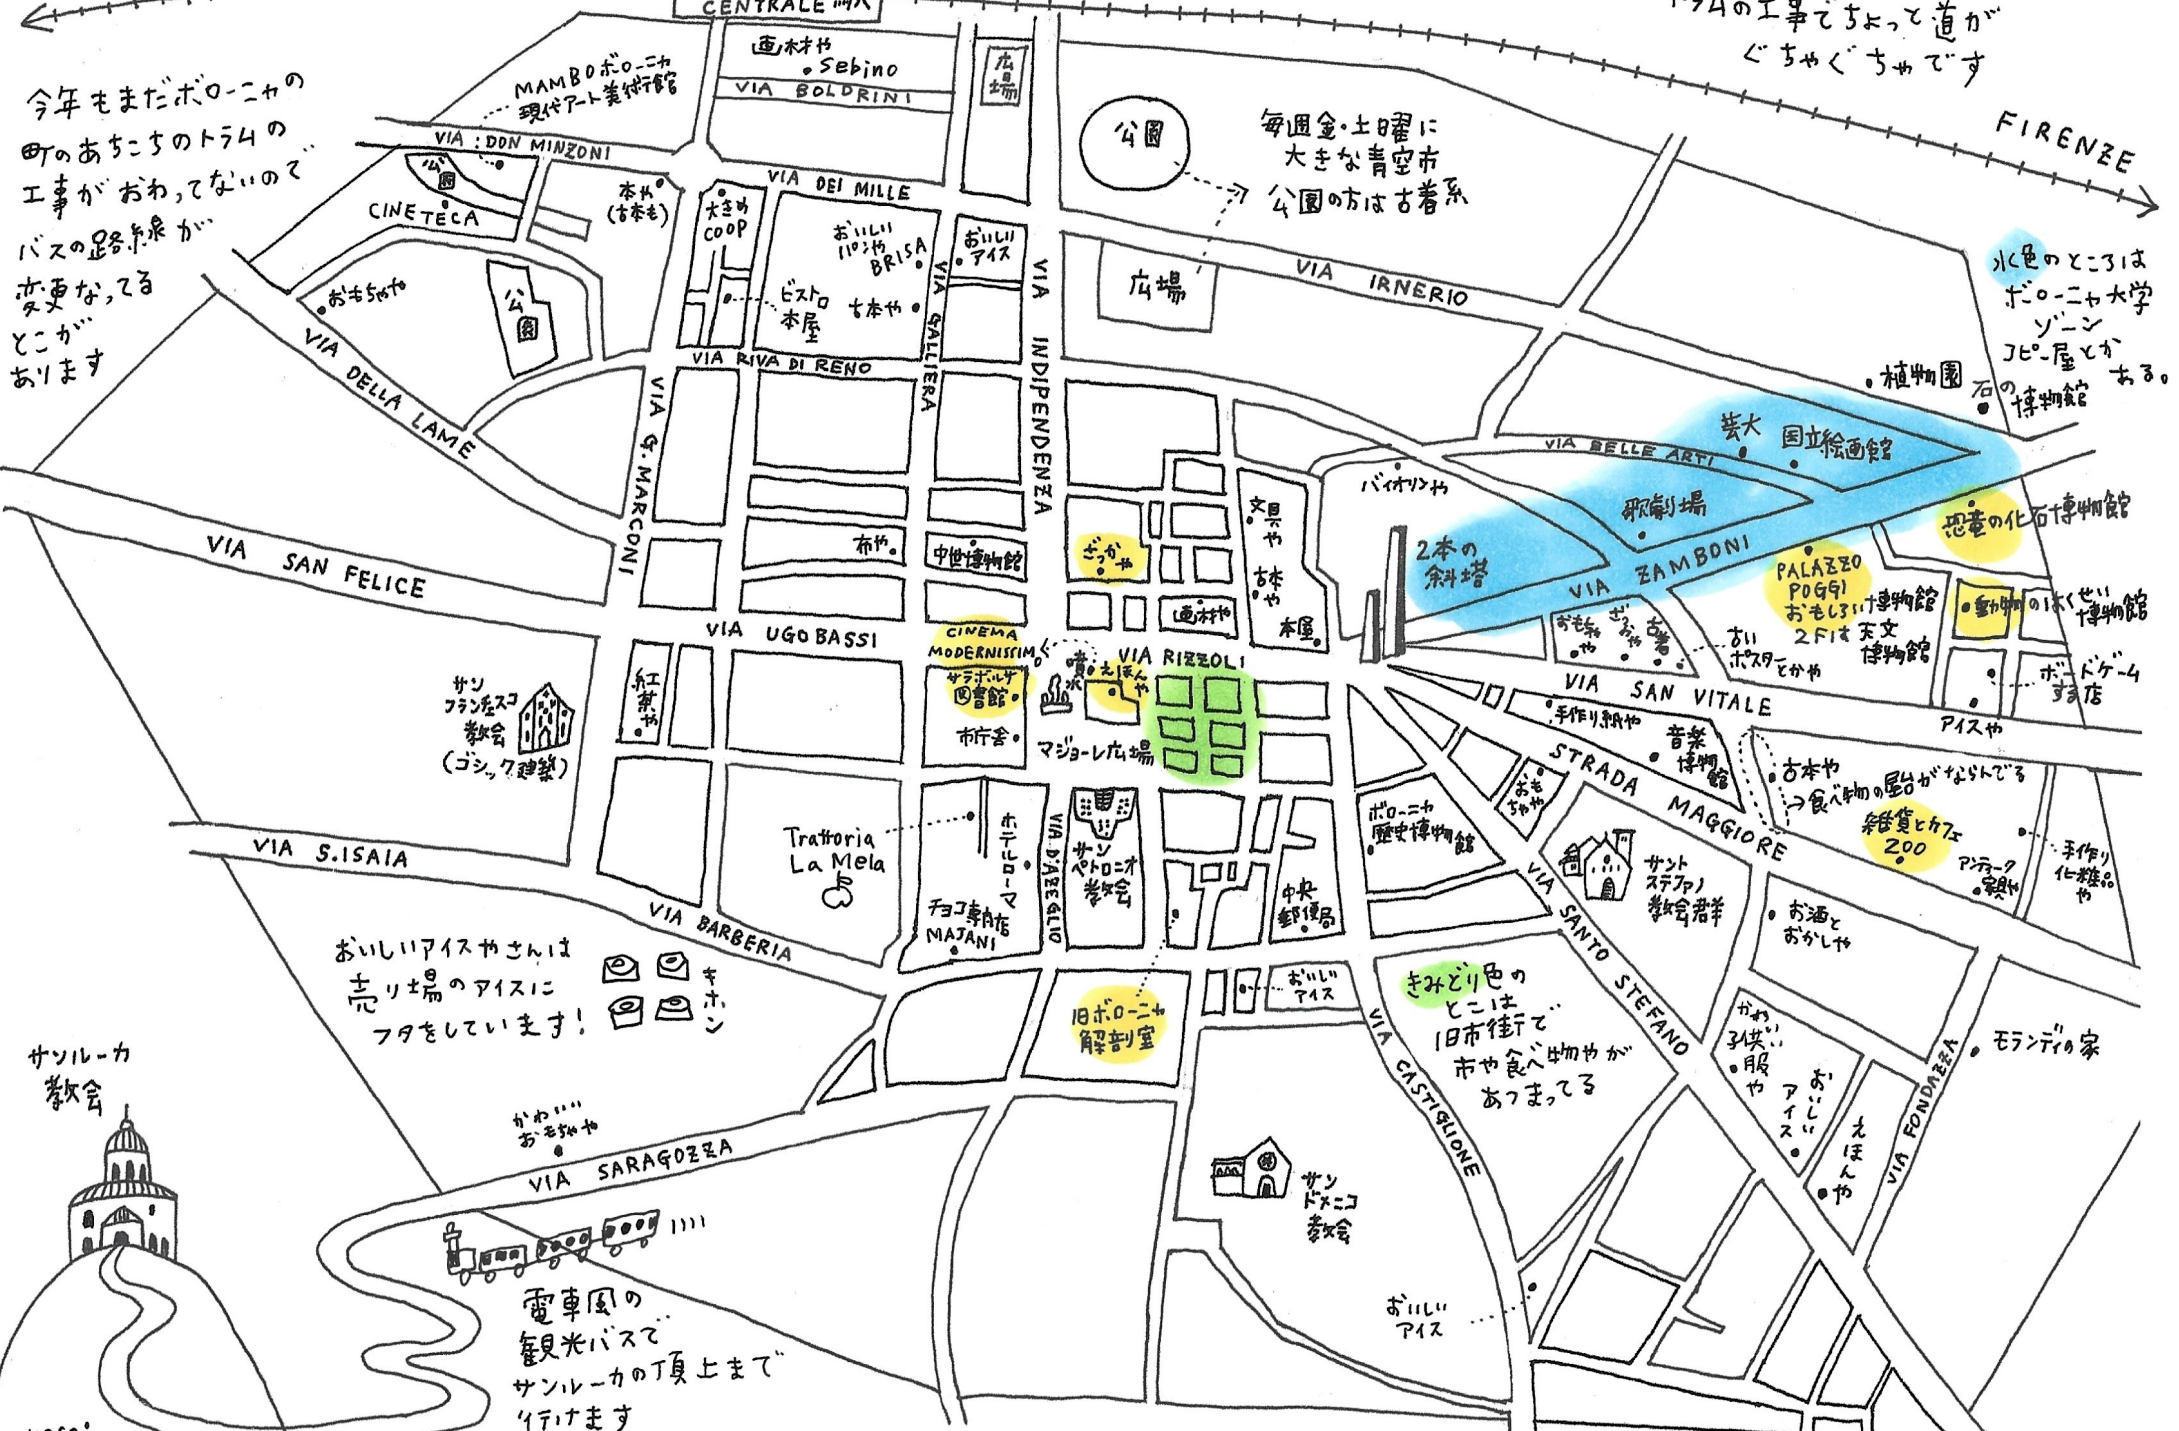 CENTRALE
トラムの工事でちょっと道が
ぐちゃぐちゃです
FIRENZE
今年もまだボローニャの
町のあちこちのトラムの
工事がおわってないので
バスの路線が
変更なってる
とこが
あります
MAMBOボローニャ
現代アート美術館
画材や
Sebino
VIA BOLDRINI
広場
公園
毎週金・土曜に
大きな青空市
公園の方は古着系
広場
VIA DON MINZONI
公園
CINETECA
本や
(古本も)
VIA DEI MILLE
大きめ
COOP
おいしい
パンや
BRISA
おいしい
アイス
ビストロ
本屋
古本や
おもちゃや
公園
VIA DELLA LAME
VIA RIVA DI RENO
VIA GALLIERA
VIA INDIPENDENZA
VIA IRNERIO
VIA G. MARCONI
水色のところは
ボローニャ大学
ゾーン
コピー屋とか
ある。
植物園
石の
博物館
芸大
国立絵画館
VIA BELLE ARTI
歌劇場
バイオリンや
2本の
斜塔
VIA ZAMBONI
恐竜の化石博物館
PALAZZO
POGGI
おもしろい博物館
2Fは天文
博物館
動物のはくせい
博物館
ボードゲーム
する店
アイスや
文具や
古本や
本屋
布や
中世博物館
ざっかや
画材や
VIA SAN FELICE
VIA UGOBASSI
CINEMA
MODERNISSIMO
VIA RIZZOLI
噴水
えほんや
サラボルサ
図書館
市庁舎
マジョーレ広場
紅茶や
サン
フランチェスコ
教会
(ゴシック建築)
おもちゃや
ざっかや
古着
古い
ポスターとかや
VIA SAN VITALE
手作り紙や
音楽
博物館
STRADA MAGGIORE
おもちゃや
古本や
食べ物の屋台がならんでる
雑貨とカフェ
ZOO
アンティーク
家具や
手作り
化粧品
や
VIA S.ISAIA
VIA BARBERIA
Trattoria
La Mela
ホテルローマ
チョコ専門店
MAJANI
VIA D'AZEGLIO
サン
ペトロニオ
教会
中央
郵便局
ボローニャ
歴史博物館
サント
ステファノ
教会群
VIA SANTO STEFANO
お酒と
おかしや
おいしいアイスやさんは
売り場のアイスに
フタをしています!
キホン
旧ボローニャ
解剖室
おいしい
アイス
きみどり色の
とこは
旧市街で
市や食べ物やが
あつまってる
VIA CASTIGLIONE
かわいい
子供服や
おいしい
アイス
えほんや
VIA FONDAZZA
モランディの家
サンルーカ
教会
かわいい
おもちゃや
VIA SARAGOZZA
サン
ドメニコ
教会
おいしい
アイス
電車風の
観光バスで
サンルーカの頂上まで
行けます